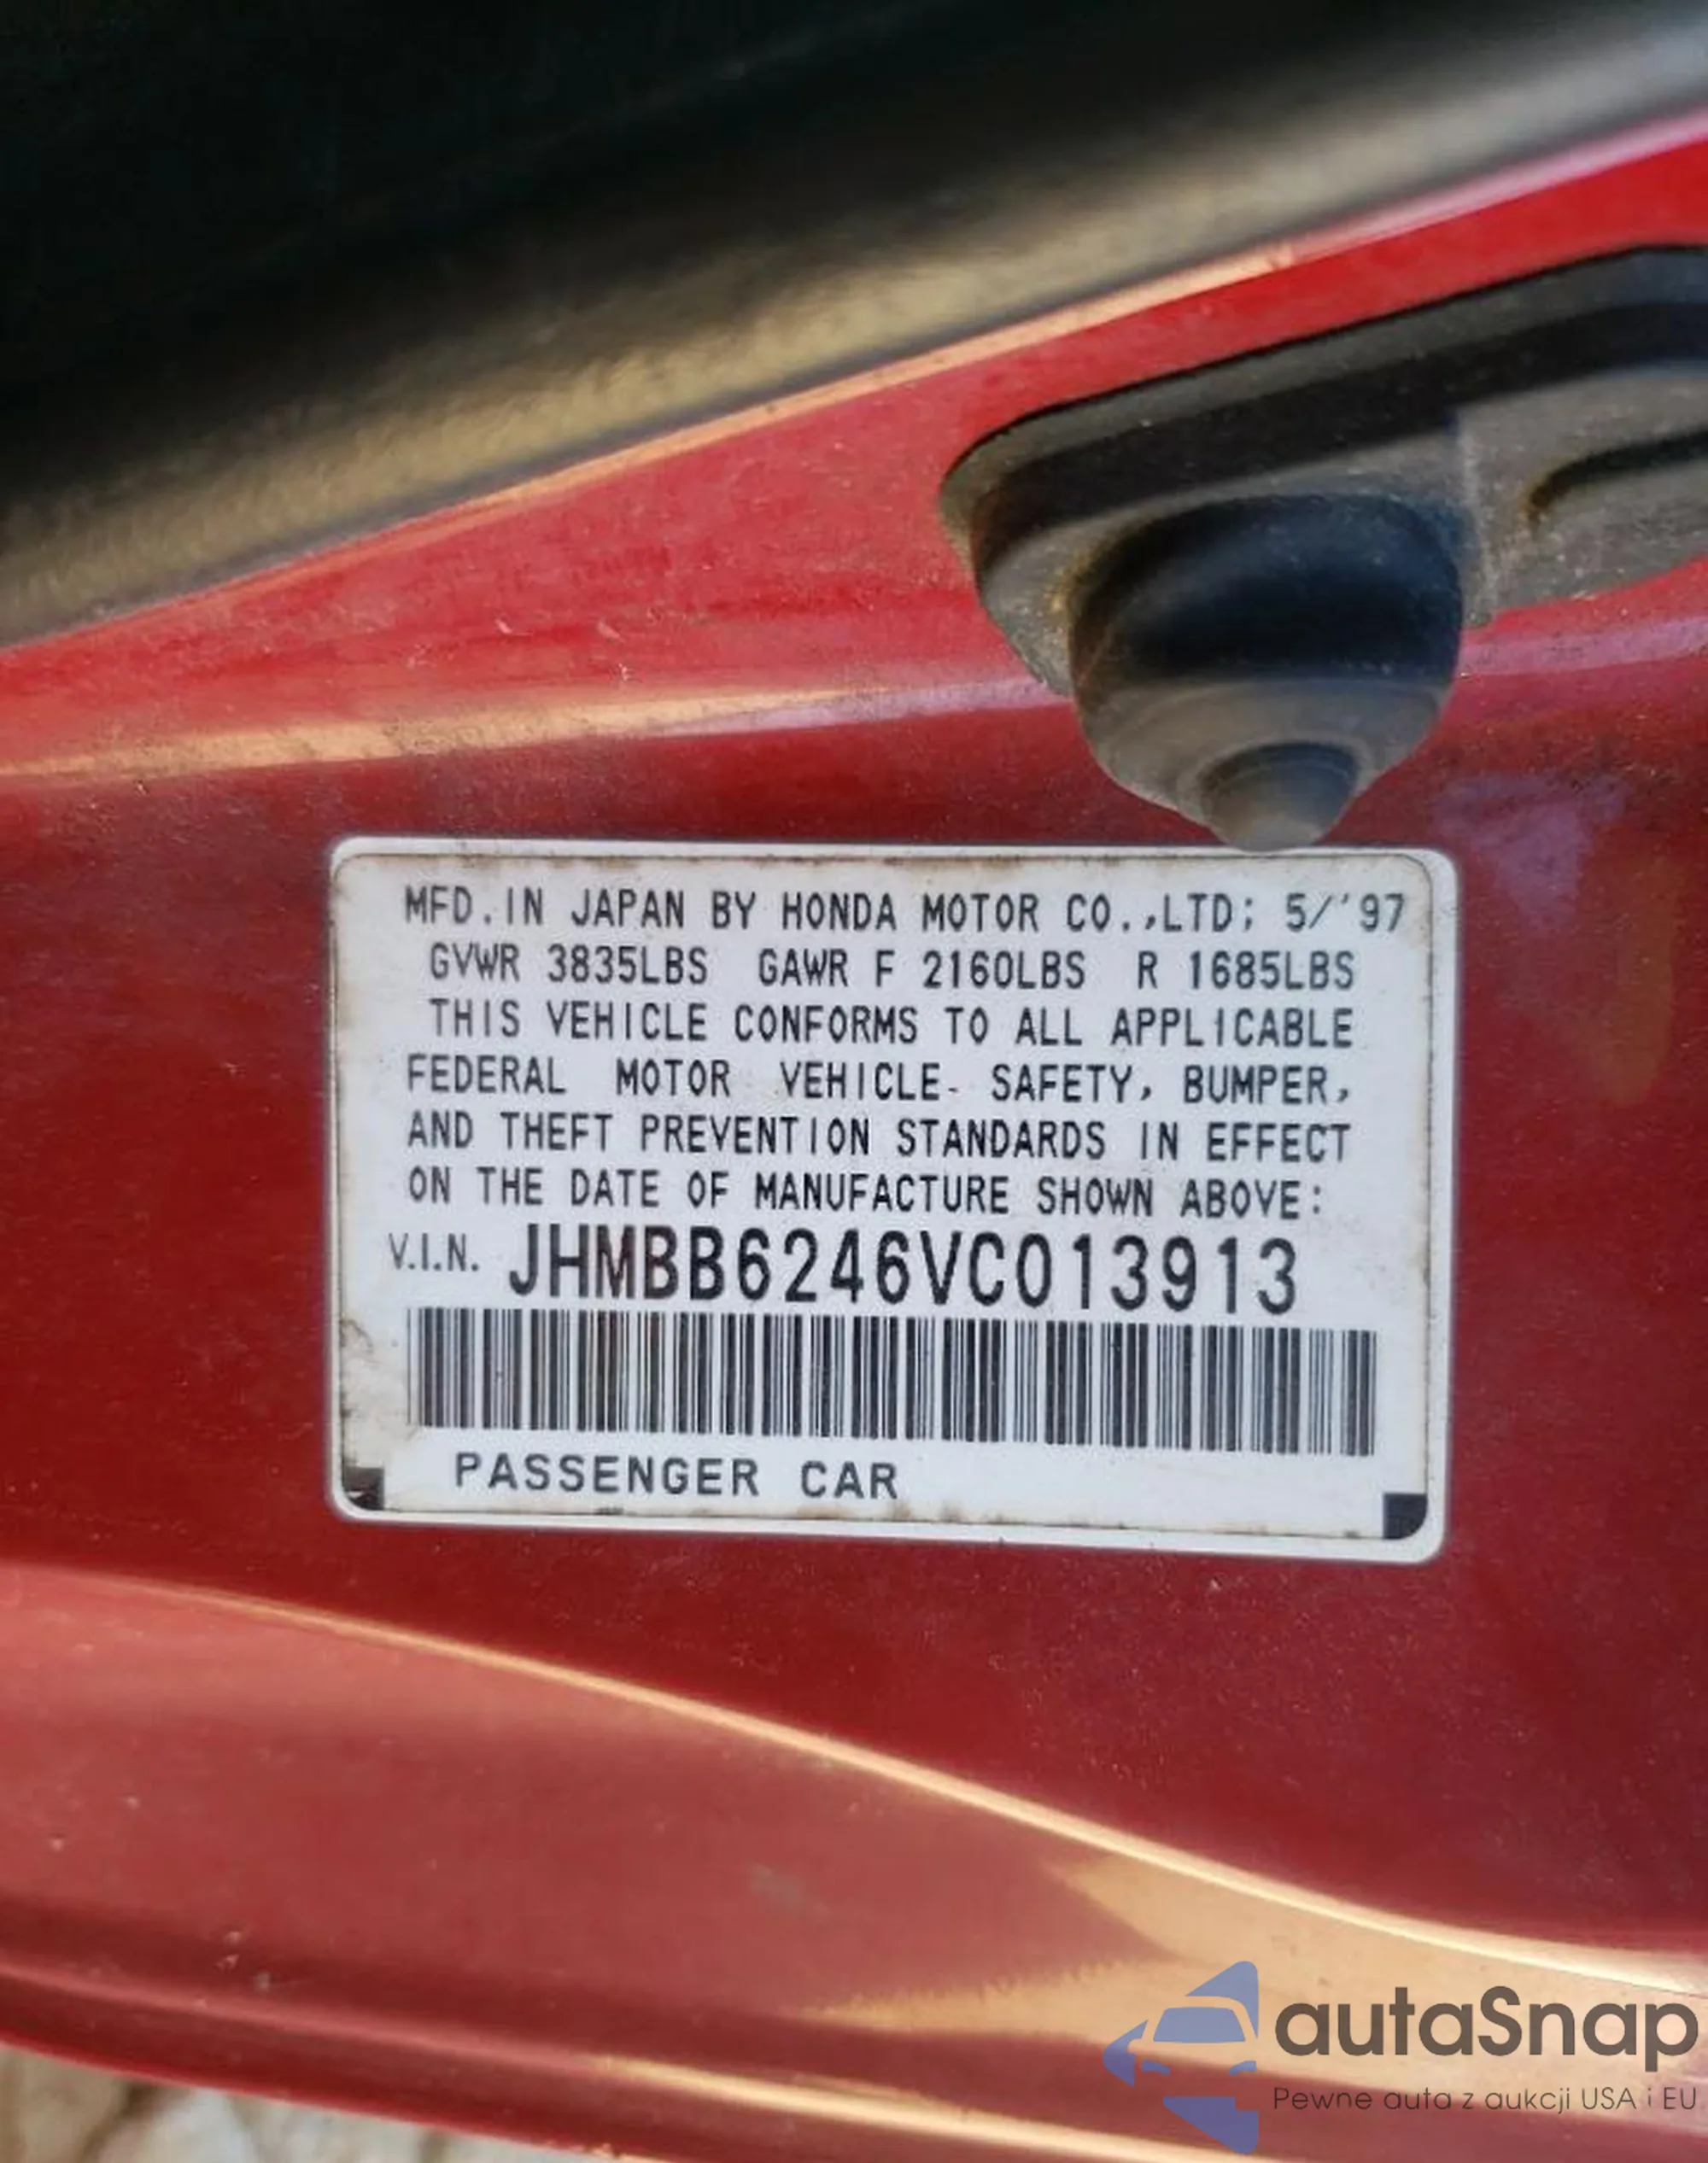 MFD.IN JAPAN BY HONDA MOTOR CO.,LTD; 5/'97
GVWR 3835LBS GAWR F 2160LBS R 1685LBS
THIS VEHICLE CONFORMS TO ALL APPLICABLE
FEDERAL MOTOR VEHICLE- SAFETY, BUMPER,
AND THEFT PREVENTION STANDARDS IN EFFECT
ON THE DATE OF MANUFACTURE SHOWN ABOVE:
V.I.N. JHMBB6246VC013913
PASSENGER CAR
autaSnap
Pewne auta z aukcji USA i EU